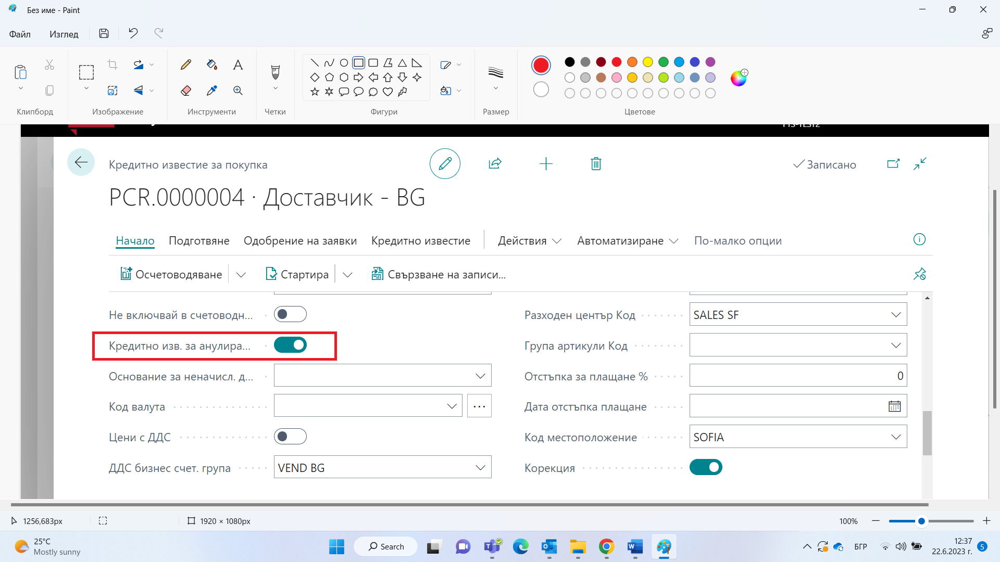 Без име - Paint
Файл
Изглед
Клипборд
Изображение
Инструменти
Четки
Фигури
Размер
Цветове
Кредитно известие за покупка
Записано
PCR.0000004 · Доставчик - BG
Начало
Подготвяне
Одобрение на заявки
Кредитно известие
Действия
Автоматизиране
По-малко опции
Осчетоводяване
Стартира
Свързване на записи...
Не включвай в счетоводн...
Кредитно изв. за анулира...
Основание за неначисл. д...
Код валута
Цени с ДДС
ДДС бизнес счет. група
VEND BG
Разходен център Код
SALES SF
Група артикули Код
Отстъпка за плащане %
0
Дата отстъпка плащане
Код местоположение
SOFIA
Корекция
1256,683px
1920 × 1080px
100%
25°C
Mostly sunny
Search
БГР
12:37
22.6.2023 г.
5